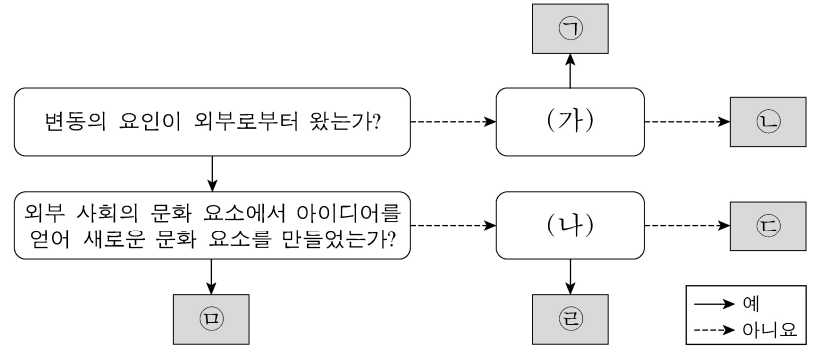 ㉠
변동의 요인이 외부로부터 왔는가?
(가)
㉡
외부 사회의 문화 요소에서 아이디어를
얻어 새로운 문화 요소를 만들었는가?
(나)
㉢
㉤
㉣
예
아니요